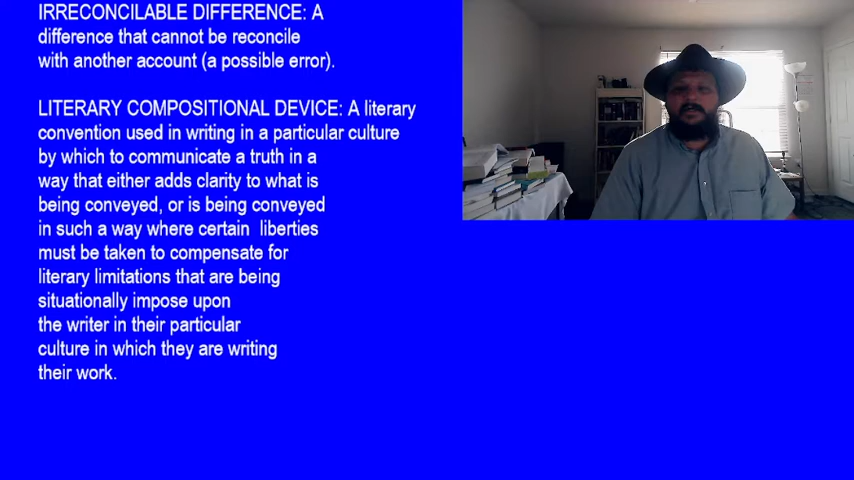 IRRECONCILABLE DIFFERENCE: A
difference that cannot be reconcile
with another account (a possible error).
LITERARY COMPOSITIONAL DEVICE: A literary
convention used in writing in a particular culture
by which to communicate a truth in a
way that either adds clarity to what is
being conveyed, or is being conveyed
in such a way where certain liberties
must be taken to compensate for
literary limitations that are being
situationally impose upon
the writer in their particular
culture in which they are writing
their work.